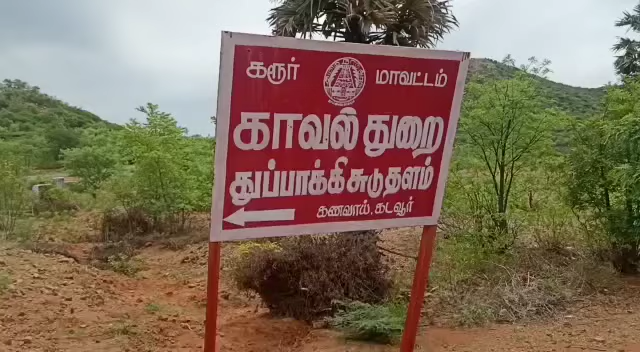 கரூர் மாவட்டம்
காவல் துறை
துப்பாக்கிசுடுதளம்
கணவாய், கடவூர்